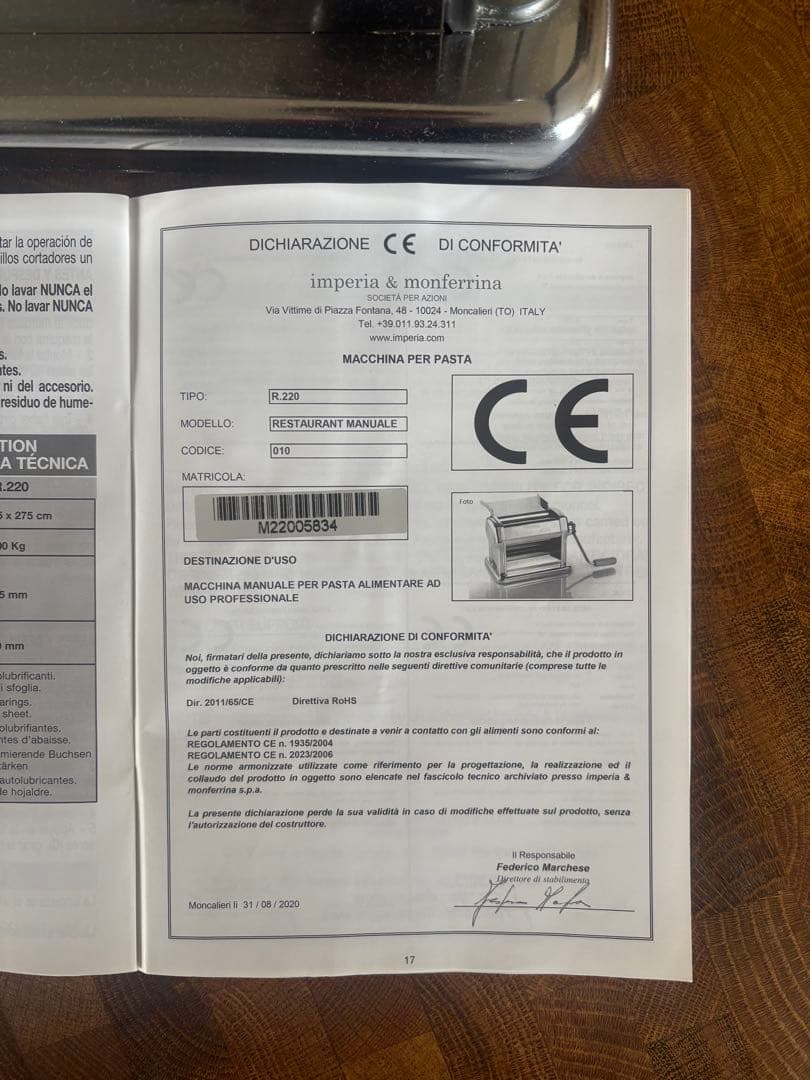 tar la operación de
illos cortadores un
lo lavar NUNCA el
s. No lavar NUNCA
s.
ntes.
ni del accesorio.
residuo de hume-
TION
A TÉCNICA
R.220
5 x 275 cm
00 Kg
5 mm
mm
olubrificanti.
i sfoglia.
arings.
sheet.
olubrifiantes.
ntes d'abaisse.
mierende Buchsen
tärken
autolubricantes.
le hojaldre.
DICHIARAZIONE CE DI CONFORMITA'
imperia & monferrina
SOCIETÁ PER AZIONI
Via Vittime di Piazza Fontana, 48 - 10024 - Moncalieri (TO) ITALY
Tel. +39.011.93.24.311
www.imperia.com
MACCHINA PER PASTA
TIPO: R.220
MODELLO: RESTAURANT MANUALE
CODICE: 010
MATRICOLA:
M22005834
CE
Foto
DESTINAZIONE D'USO
MACCHINA MANUALE PER PASTA ALIMENTARE AD
USO PROFESSIONALE
DICHIARAZIONE DI CONFORMITA'
Noi, firmatari della presente, dichiariamo sotto la nostra esclusiva responsabilità, che il prodotto in
oggetto è conforme da quanto prescritto nelle seguenti direttive comunitarie (comprese tutte le
modifiche applicabili):
Dir. 2011/65/CE Direttiva RoHS
Le parti costituenti il prodotto e destinate a venir a contatto con gli alimenti sono conformi al:
REGOLAMENTO CE n. 1935/2004
REGOLAMENTO CE n. 2023/2006
Le norme armonizzate utilizzate come riferimento per la progettazione, la realizzazione ed il
collaudo del prodotto in oggetto sono elencate nel fascicolo tecnico archiviato presso imperia &
monferrina s.p.a.
La presente dichiarazione perde la sua validità in caso di modifiche effettuate sul prodotto, senza
l'autorizzazione del costruttore.
Il Responsabile
Federico Marchese
Direttore di stabilimento
Moncalieri lì 31 / 08 / 2020
17